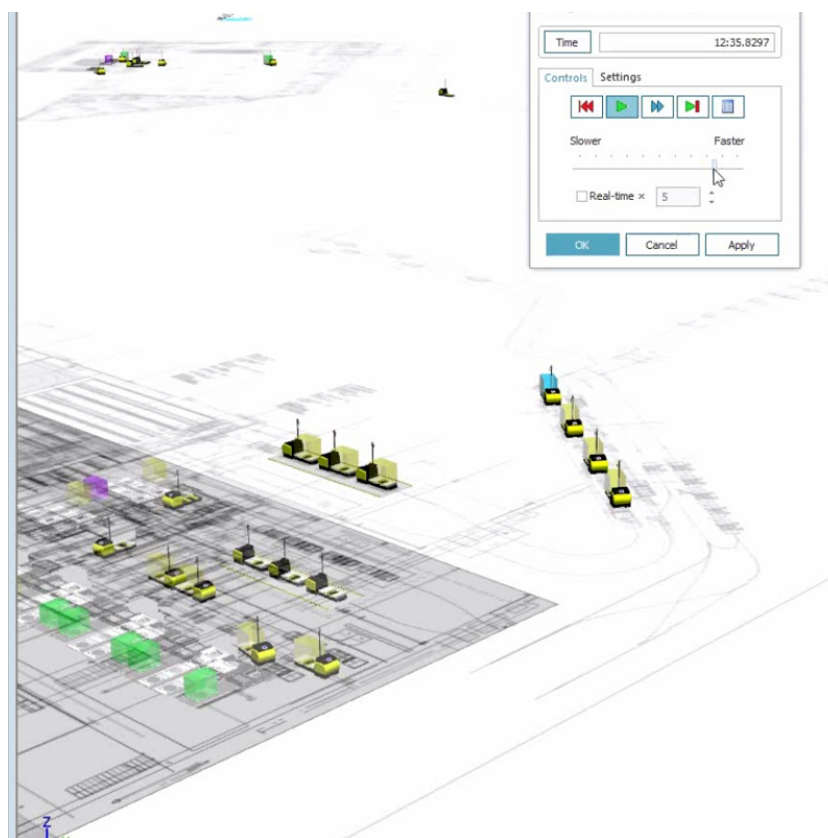 Time 12:35.8297
Controls Settings
Slower Faster
Real-time × 5
OK Cancel Apply
Z